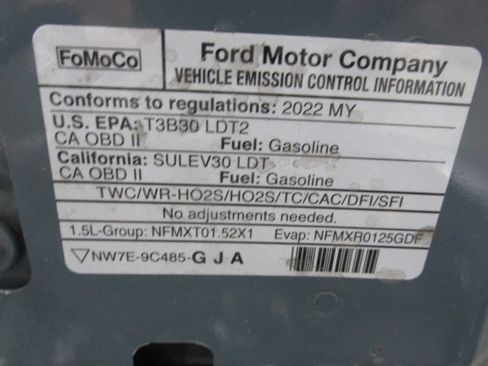 FoMoCo
Ford Motor Company
VEHICLE EMISSION CONTROL INFORMATION
Conforms to regulations: 2022 MY
U.S. EPA: T3B30 LDT2
CA OBD II Fuel: Gasoline
California: SULEV30 LDT
CA OBD II Fuel: Gasoline
TWC/WR-HO2S/HO2S/TC/CAC/DFI/SFI
No adjustments needed.
1.5L-Group: NFMXT01.52X1 Evap: NFMXR0125GDF
NW7E-9C485-G J A